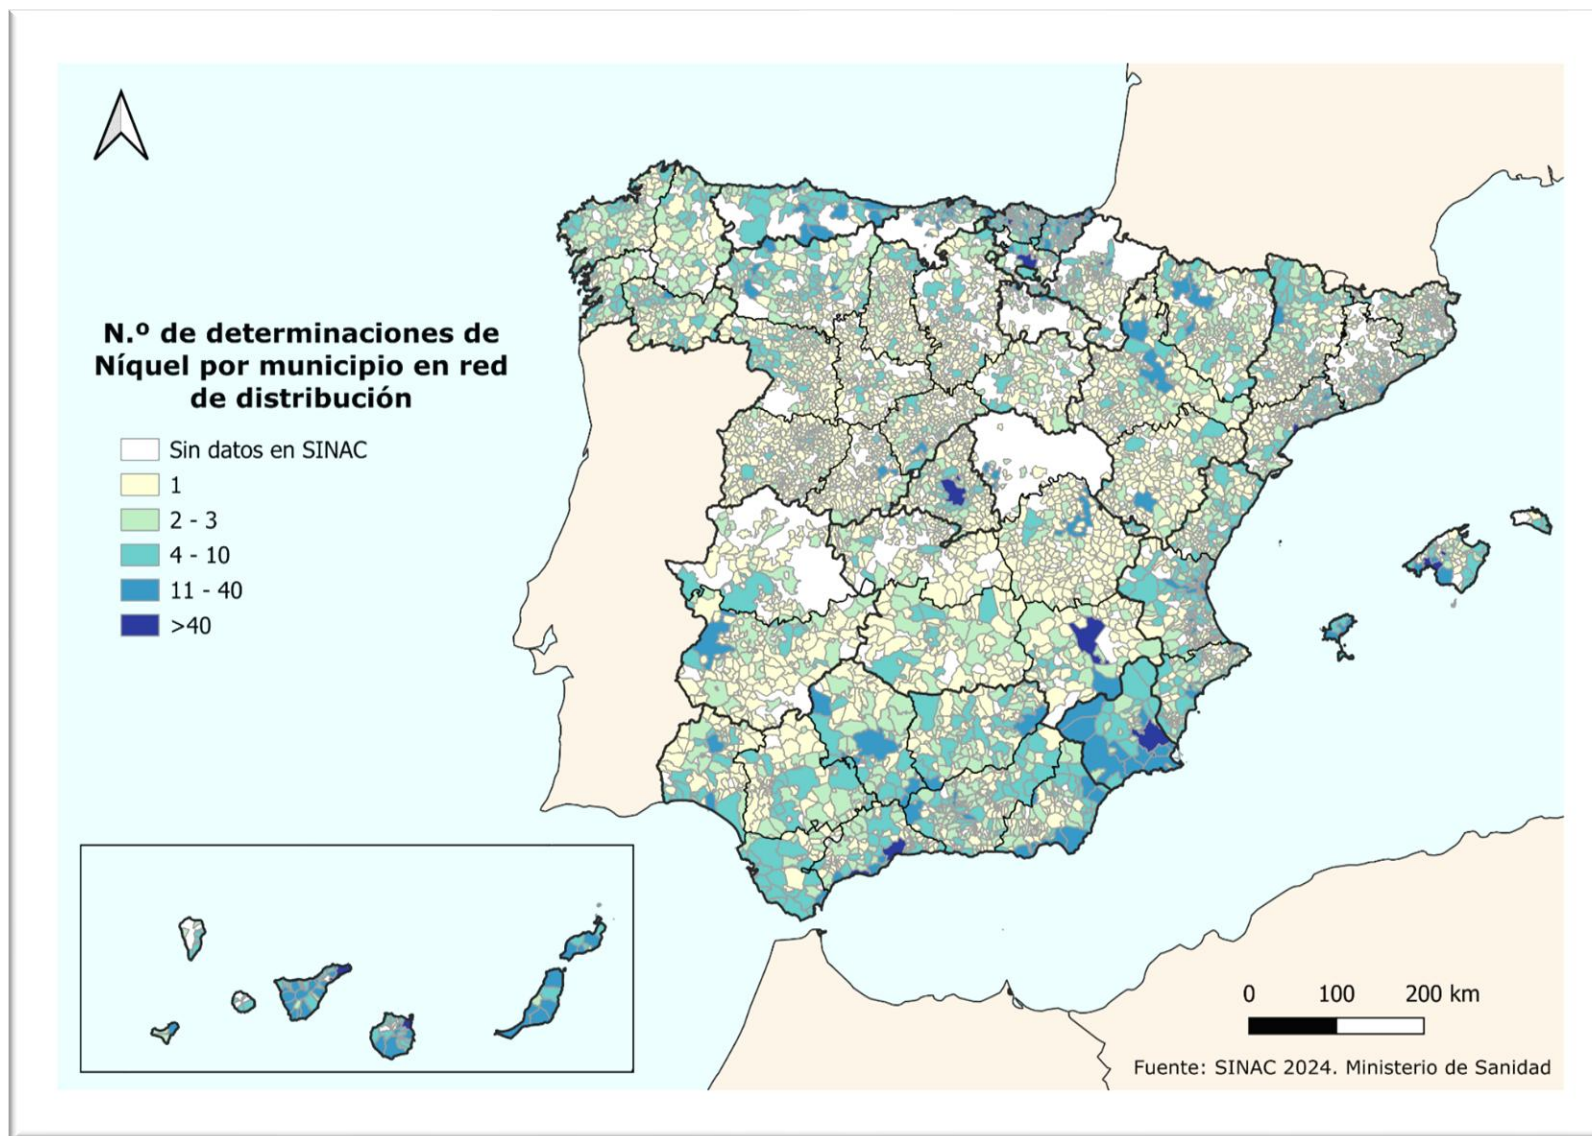 N.º de determinaciones de
Níquel por municipio en red
de distribución
Sin datos en SINAC
1
2 - 3
4 - 10
11 - 40
>40
0 100 200 km
Fuente: SINAC 2024. Ministerio de Sanidad